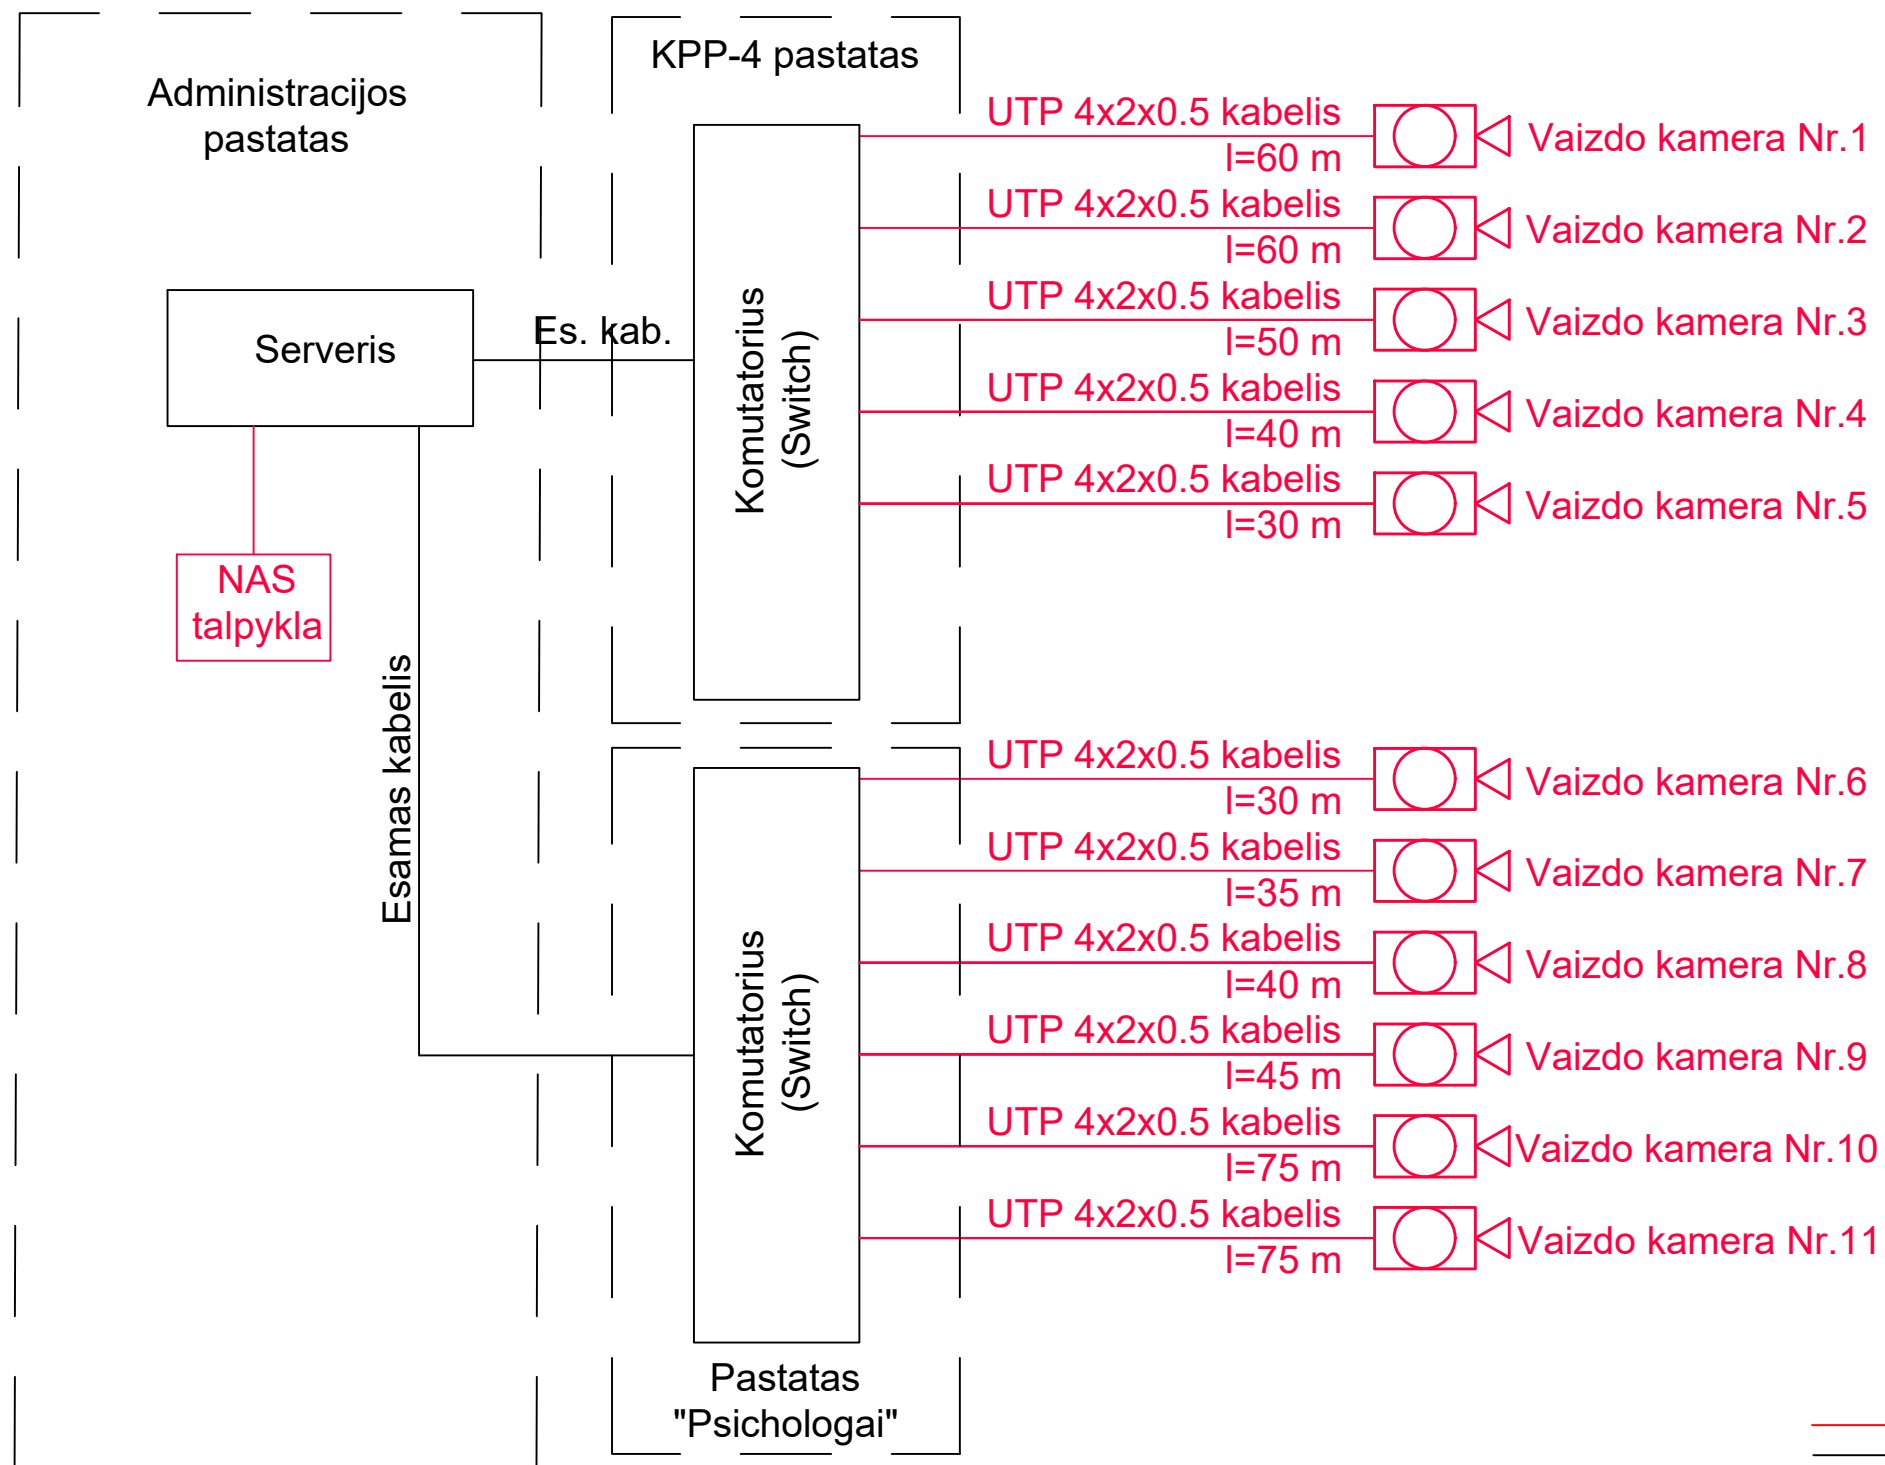 Administracijos
pastatas
Serveris
NAS
talpykla
Es. kab.
Esamas kabelis
KPP-4 pastatas
Komutatorius
(Switch)
UTP 4x2x0.5 kabelis
l=60 m
Vaizdo kamera Nr.1
UTP 4x2x0.5 kabelis
l=60 m
Vaizdo kamera Nr.2
UTP 4x2x0.5 kabelis
l=50 m
Vaizdo kamera Nr.3
UTP 4x2x0.5 kabelis
l=40 m
Vaizdo kamera Nr.4
UTP 4x2x0.5 kabelis
l=30 m
Vaizdo kamera Nr.5
Komutatorius
(Switch)
UTP 4x2x0.5 kabelis
l=30 m
Vaizdo kamera Nr.6
UTP 4x2x0.5 kabelis
l=35 m
Vaizdo kamera Nr.7
UTP 4x2x0.5 kabelis
l=40 m
Vaizdo kamera Nr.8
UTP 4x2x0.5 kabelis
l=45 m
Vaizdo kamera Nr.9
UTP 4x2x0.5 kabelis
l=75 m
Vaizdo kamera Nr.10
UTP 4x2x0.5 kabelis
l=75 m
Vaizdo kamera Nr.11
Pastatas
"Psichologai"